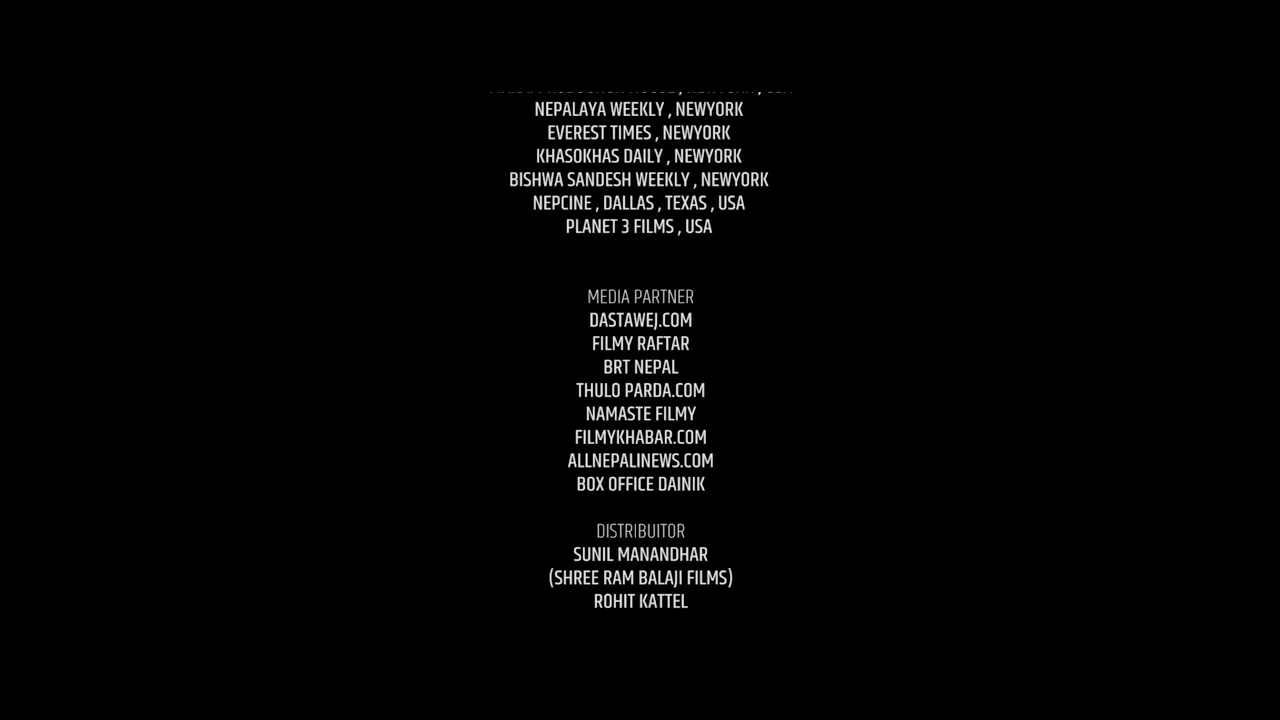 NEPALAYA WEEKLY , NEWYORK
EVEREST TIMES , NEWYORK
KHASOKHAS DAILY , NEWYORK
BISHWA SANDESH WEEKLY , NEWYORK
NEPCINE , DALLAS , TEXAS , USA
PLANET 3 FILMS , USA
MEDIA PARTNER
DASTAWEJ.COM
FILMY RAFTAR
BRT NEPAL
THULO PARDA.COM
NAMASTE FILMY
FILMYKHABAR.COM
ALLNEPALINEWS.COM
BOX OFFICE DAINIK
DISTRIBUITOR
SUNIL MANANDHAR
(SHREE RAM BALAJI FILMS)
ROHIT KATTEL